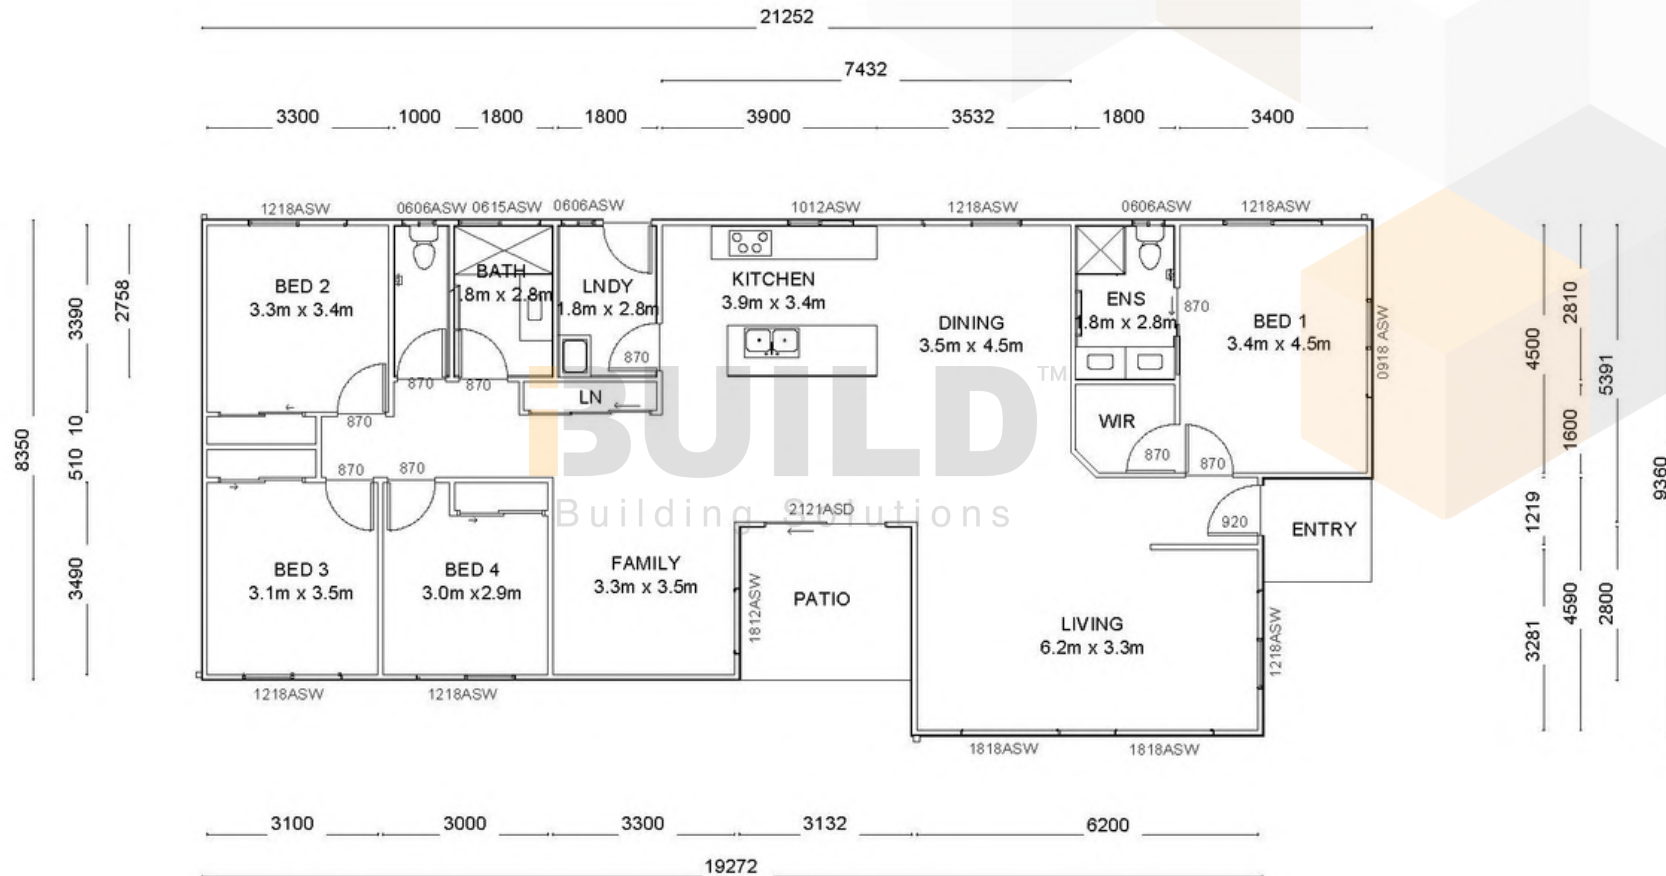 21252
7432
3300
1000
1800
1800
3900
3532
1800
3400
1218ASW
0606ASW
0615ASW
0606ASW
1012ASW
1218ASW
0606ASW
1218ASW
8350
3390
10
510
3490
2758
BED 2
3.3m x 3.4m
BATH
.8m x 2.8m
LNDY
1.8m x 2.8m
KITCHEN
3.9m x 3.4m
DINING
3.5m x 4.5m
ENS
1.8m x 2.8m
BED 1
3.4m x 4.5m
870
0918 ASW
870
870
870
870
LN
WIR
870
870
870
870
iBUILD™
Building Solutions
2121ASD
920
ENTRY
BED 3
3.1m x 3.5m
BED 4
3.0m x2.9m
FAMILY
3.3m x 3.5m
1812ASW
PATIO
LIVING
6.2m x 3.3m
1218ASW
1218ASW
1218ASW
1818ASW
1818ASW
4500
1219
3281
2810
1600
4590
5391
2800
9360
3100
3000
3300
3132
6200
19272